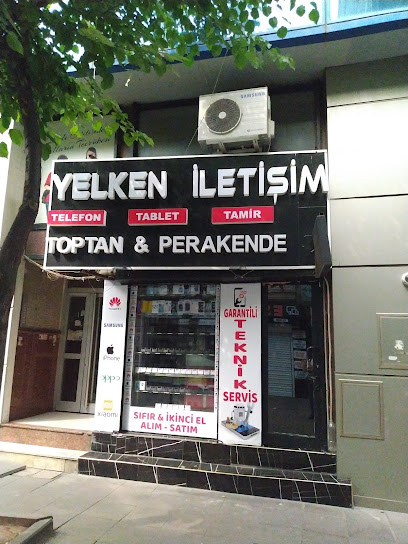 SAMSUNG
YELKEN İLETİŞİM
TELEFON TABLET TAMİR
TOPTAN & PERAKENDE
HUAWEI
SAMSUNG
iPhone
oppo
xiaomi
GARANTİLİ
TEKNİK
SERVİS
SIFIR & İKİNCİ EL
ALIM - SATIM